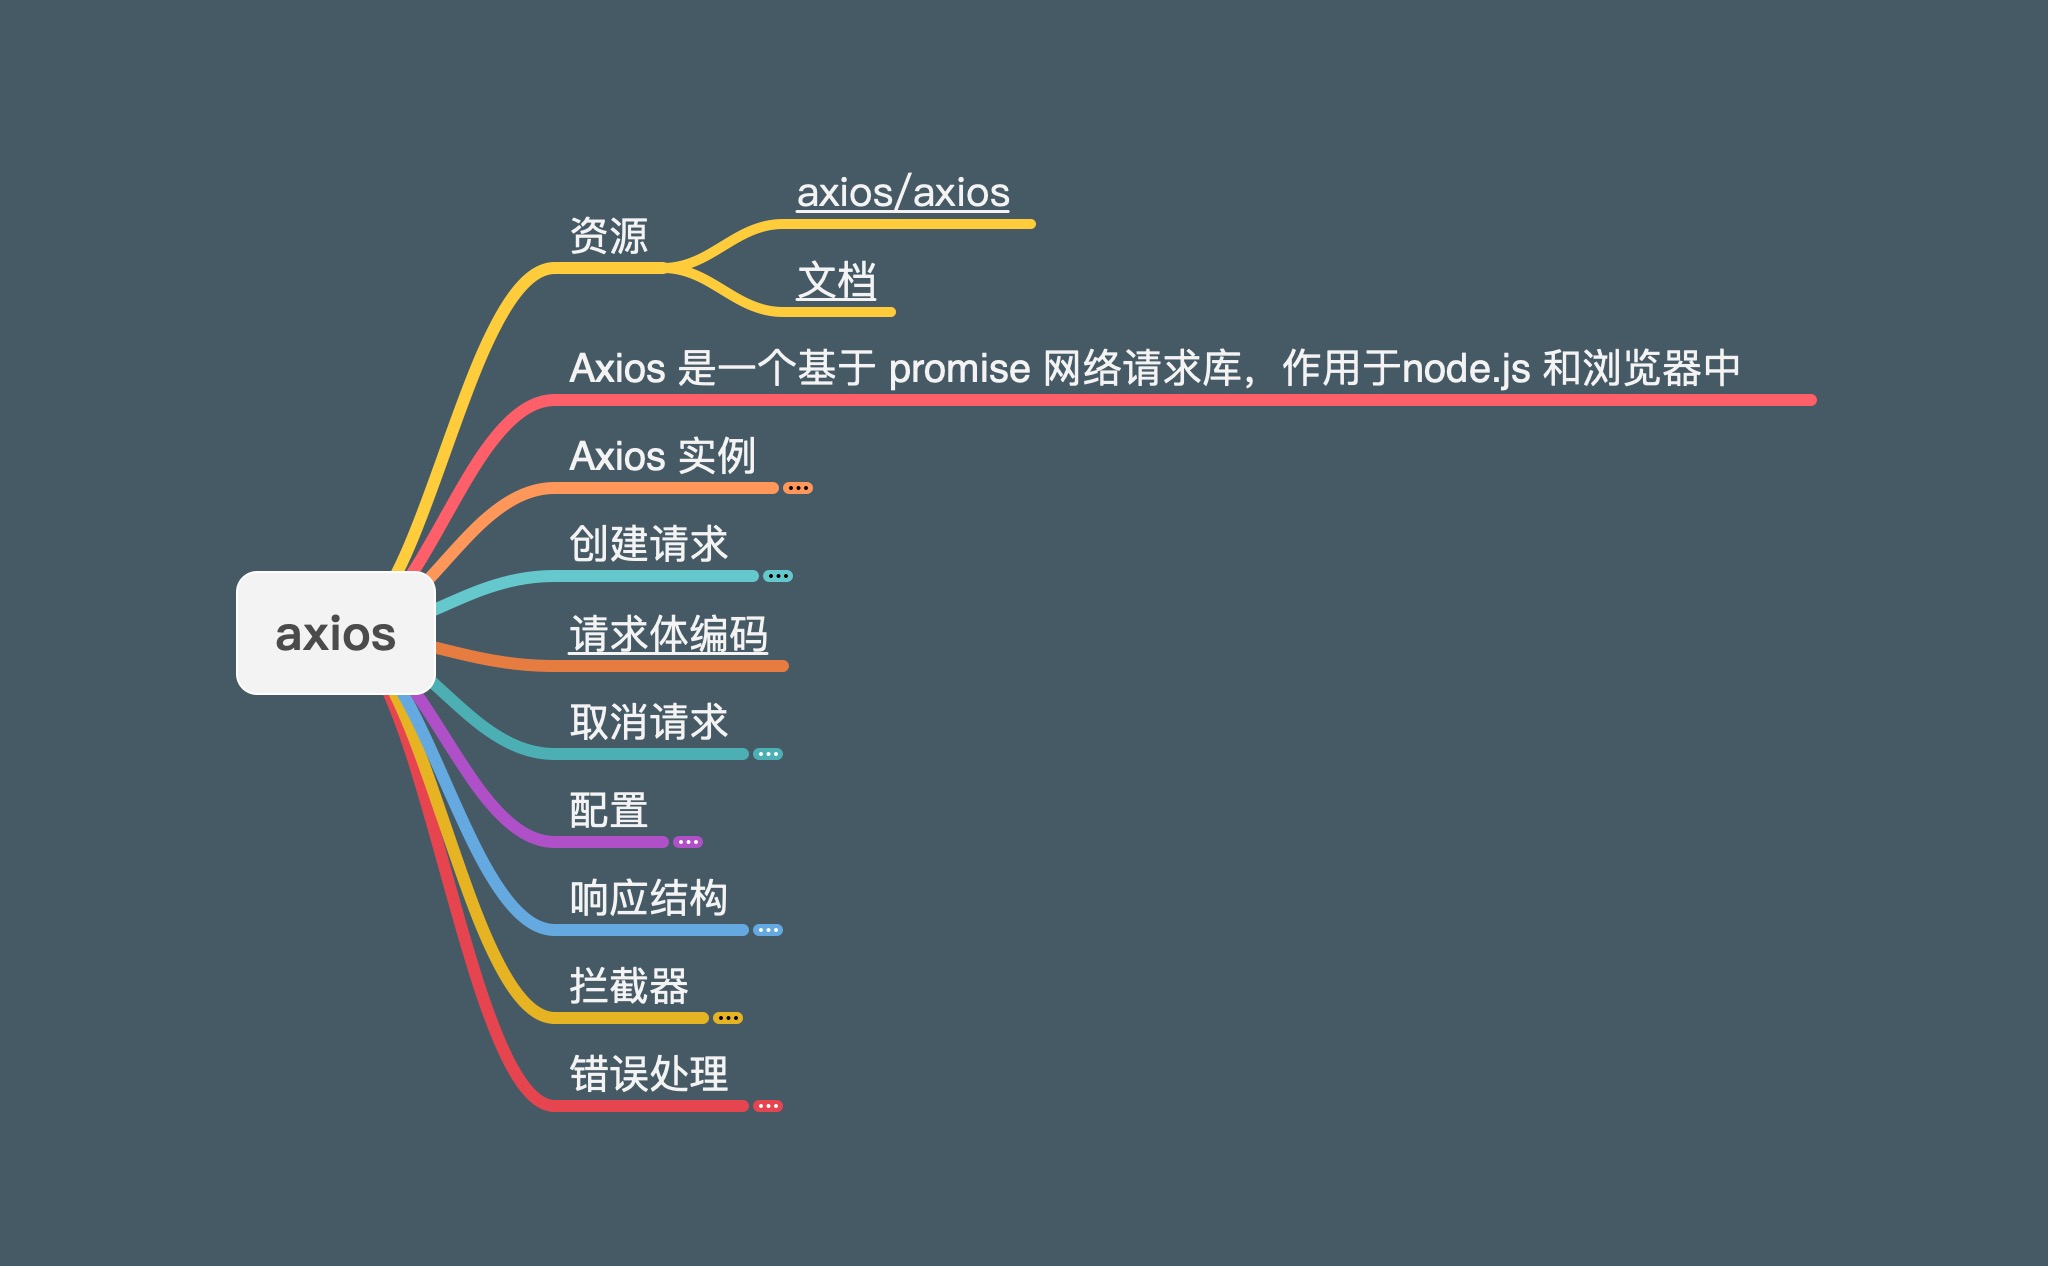 axios
资源
axios/axios
文档
Axios 是一个基于 promise 网络请求库，作用于node.js 和浏览器中
Axios 实例
创建请求
请求体编码
取消请求
配置
响应结构
拦截器
错误处理